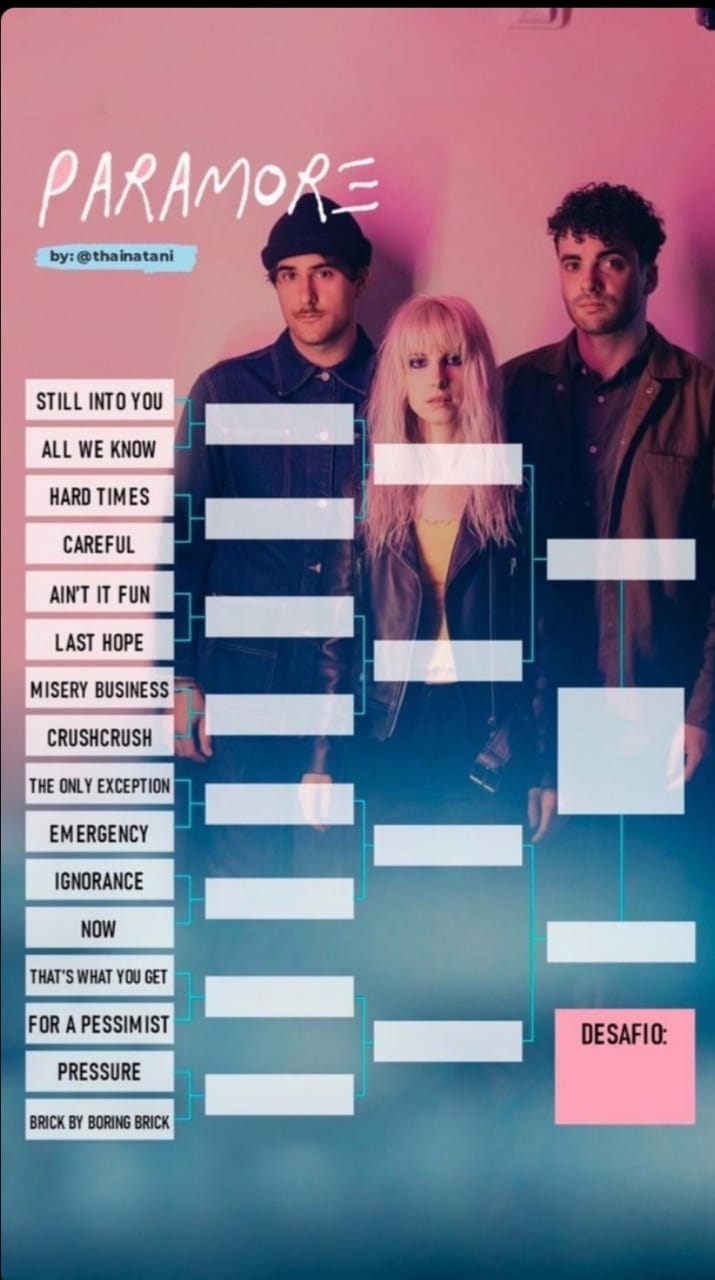 PARAMORE
by: @thainatani
STILL INTO YOU
ALL WE KNOW
HARD TIMES
CAREFUL
AIN'T IT FUN
LAST HOPE
MISERY BUSINESS
CRUSHCRUSH
THE ONLY EXCEPTION
EMERGENCY
IGNORANCE
NOW
THAT'S WHAT YOU GET
FOR A PESSIMIST
PRESSURE
BRICK BY BORING BRICK
DESAFIO: